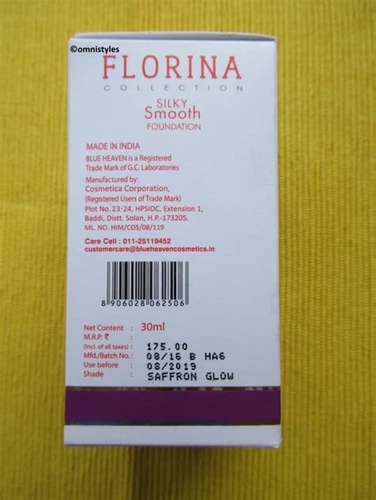 ©omnistyles
FLORINA
COLLECTION
SILKY
Smooth
FOUNDATION
MADE IN INDIA
BLUE HEAVEN is a Registered
Trade Mark of G.C. Laboratories
Manufactured by:
Cosmetica Corporation,
(Registered Users of Trade Mark)
Plot No. 23-24, HPSIDC, Extension 1,
Baddi, Distt. Solan, H.P.-173205.
ML. NO. HIM/COS/08/119
Care Cell : 011-25119452
customercare@blueheavencosmetics.in
8906028062506
Net Content : 30ml
M.R.P. ₹ :
(Incl. of all taxes) : 175.00
Mfd./Batch No.: 08/16 B HA6
Use before : 08/2019
Shade : SAFFRON GLOW